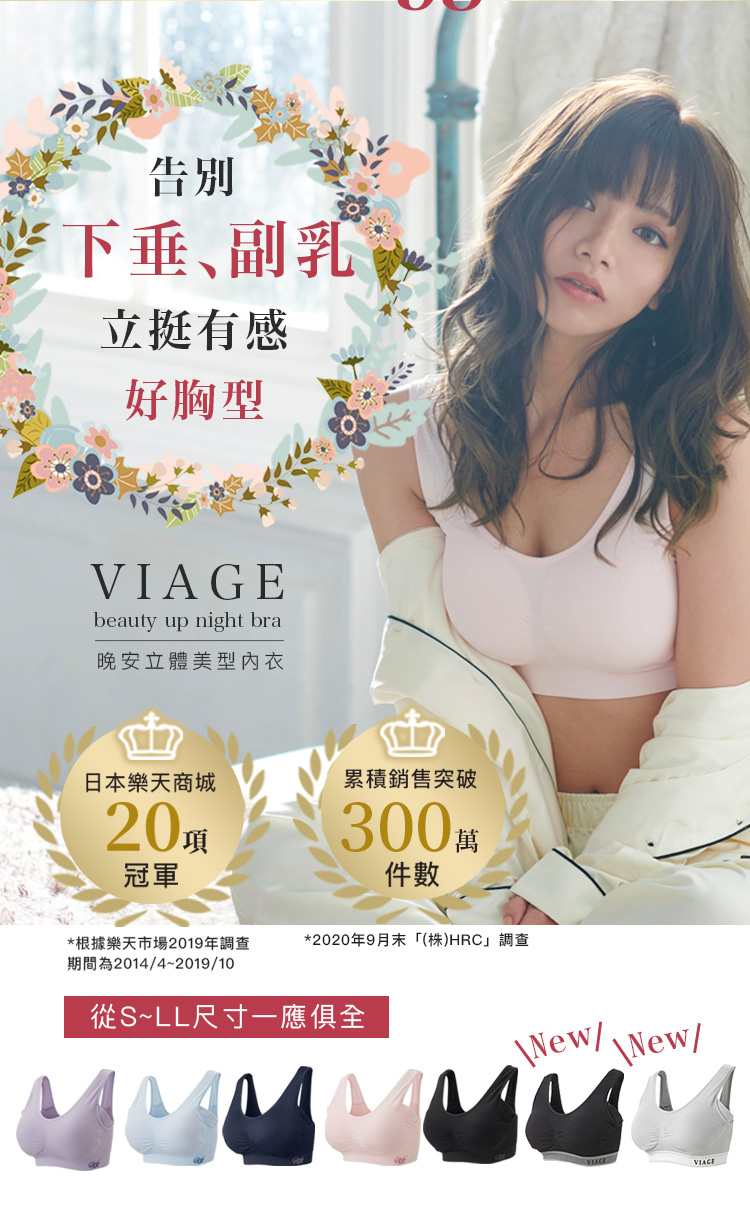 告別
下垂、副乳
立挺有感
好胸型
VIAGE
beauty up night bra
晚安立體美型內衣
日本樂天商城
20項
冠軍
累積銷售突破
300萬
件數
*根據樂天市場2019年調查
期間為2014/4~2019/10
*2020年9月末「(株)HRC」調查
從S~LL尺寸一應俱全
\New/
\New/
VIAGE
VIAGE